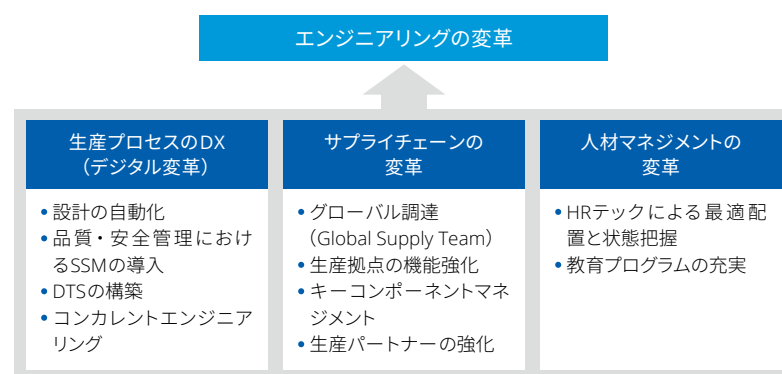 エンジニアリングの変革
生産プロセスのDX
（デジタル変革）
• 設計の自動化
• 品質・安全管理におけ
るSSMの導入
• DTSの構築
• コンカレントエンジニア
リング
サプライチェーンの
変革
• グローバル調達
（Global Supply Team）
• 生産拠点の機能強化
• キーコンポーネントマネ
ジメント
• 生産パートナーの強化
人材マネジメントの
変革
• HRテックによる最適配
置と状態把握
• 教育プログラムの充実